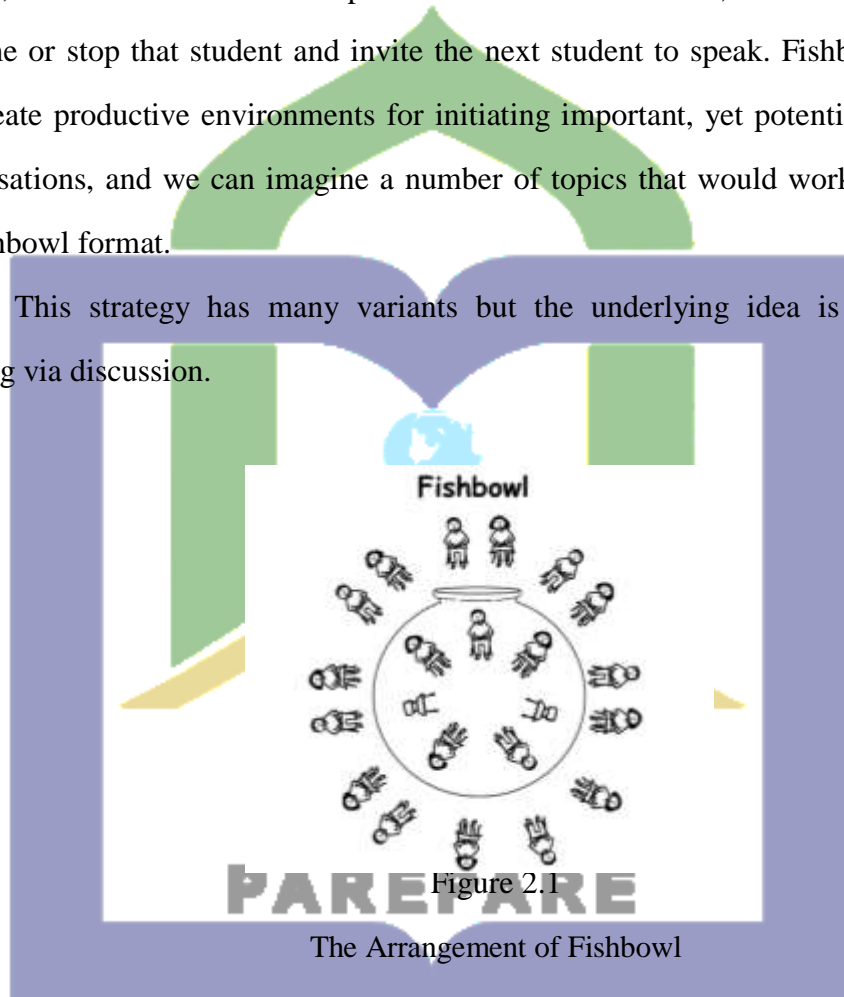 ne or stop that student and invite the next student to speak. Fishb
eate productive environments for initiating important, yet potenti
sations, and we can imagine a number of topics that would work
nbowl format.
This strategy has many variants but the underlying idea is
g via discussion.
Fishbowl
PAREPARE
Figure 2.1
The Arrangement of Fishbowl